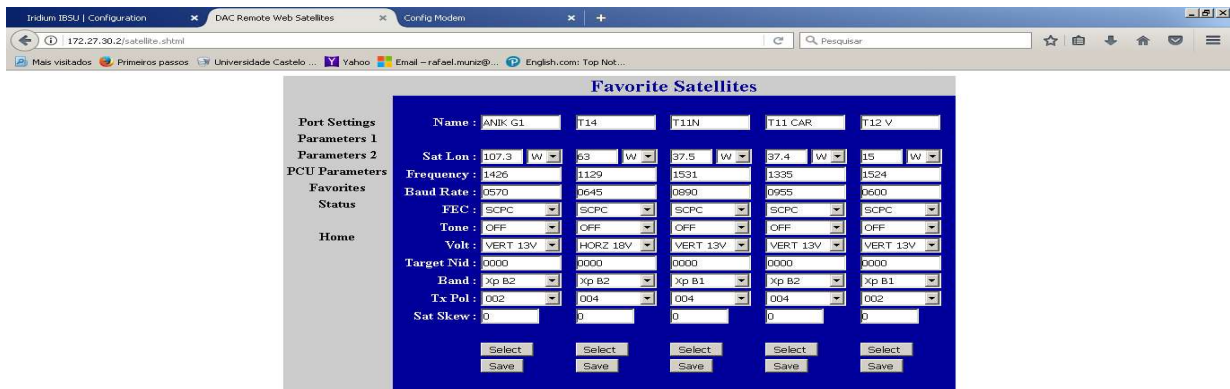 Iridium IBSU | Configuration × DAC Remote Web Satellites × Config Modem × +
172.27.30.2/satellite.shtml Pesquisar
Mais visitados Primeiros passos Universidade Castelo ... Yahoo Email – rafael.muniz@... English.com: Top Not...
Favorite Satellites
Port Settings
Parameters 1
Parameters 2
PCU Parameters
Favorites
Status
Home
Name : ANIK G1 T14 T11N T11 CAR T12 V
Sat Lon : 107.3 W 63 W 37.5 W 37.4 W 15 W
Frequency : 1426 1129 1531 1335 1524
Baud Rate : 0570 0645 0890 0955 0600
FEC : SCPC SCPC SCPC SCPC SCPC
Tone : OFF OFF OFF OFF OFF
Volt : VERT 13V HORZ 18V VERT 13V VERT 13V VERT 13V
Target Nid : 0000 0000 0000 0000 0000
Band : Xp B2 Xp B2 Xp B1 Xp B2 Xp B1
Tx Pol : 002 004 004 004 002
Sat Skew : 0 0 0 0 0
Select Select Select Select Select
Save Save Save Save Save